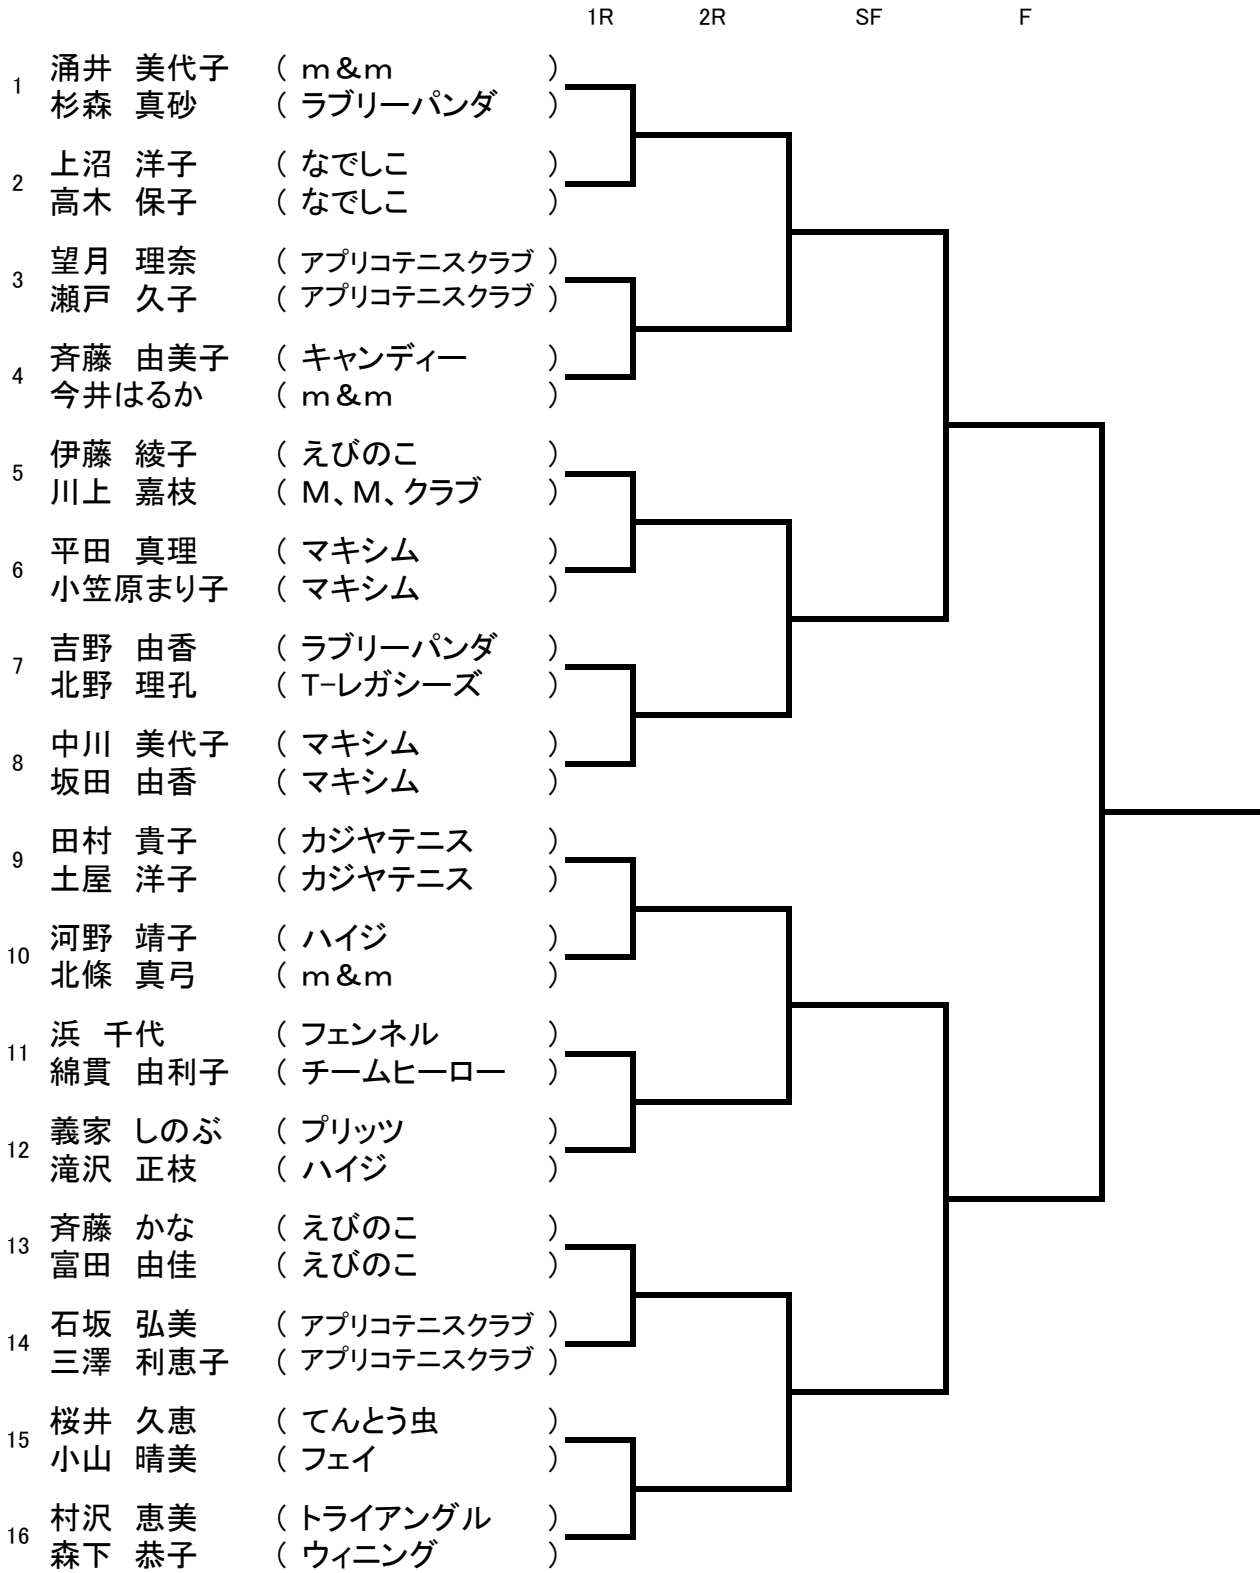 1R 2R SF F
1 涌井 美代子 ( m&m )
杉森 真砂 ( ラブリーパンダ )
2 上沼 洋子 ( なでしこ )
高木 保子 ( なでしこ )
3 望月 理奈 ( アプリコテニスクラブ )
瀬戸 久子 ( アプリコテニスクラブ )
4 斉藤 由美子 ( キャンディー )
今井はるか ( m&m )
5 伊藤 綾子 ( えびのこ )
川上 嘉枝 ( M、M、クラブ )
6 平田 真理 ( マキシム )
小笠原まり子 ( マキシム )
7 吉野 由香 ( ラブリーパンダ )
北野 理孔 ( T-レガシーズ )
8 中川 美代子 ( マキシム )
坂田 由香 ( マキシム )
9 田村 貴子 ( カジヤテニス )
土屋 洋子 ( カジヤテニス )
10 河野 靖子 ( ハイジ )
北條 真弓 ( m&m )
11 浜 千代 ( フェンネル )
綿貫 由利子 ( チームヒーロー )
12 義家 しのぶ ( プリッツ )
滝沢 正枝 ( ハイジ )
13 斉藤 かな ( えびのこ )
富田 由佳 ( えびのこ )
14 石坂 弘美 ( アプリコテニスクラブ )
三澤 利恵子 ( アプリコテニスクラブ )
15 桜井 久恵 ( てんとう虫 )
小山 晴美 ( フェイ )
16 村沢 恵美 ( トライアングル )
森下 恭子 ( ウィニング )